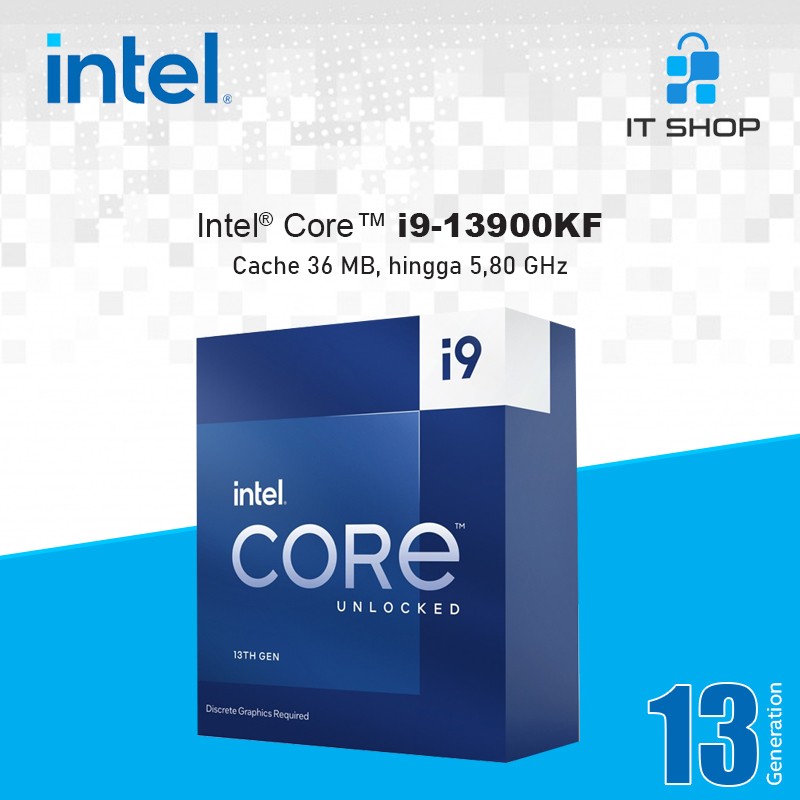 intel®
IT SHOP
Intel® Core™ i9-13900KF
Cache 36 MB, hingga 5,80 GHz
i9
intel.
CORE™
UNLOCKED
13TH GEN
Discrete Graphics Required
13
Generation